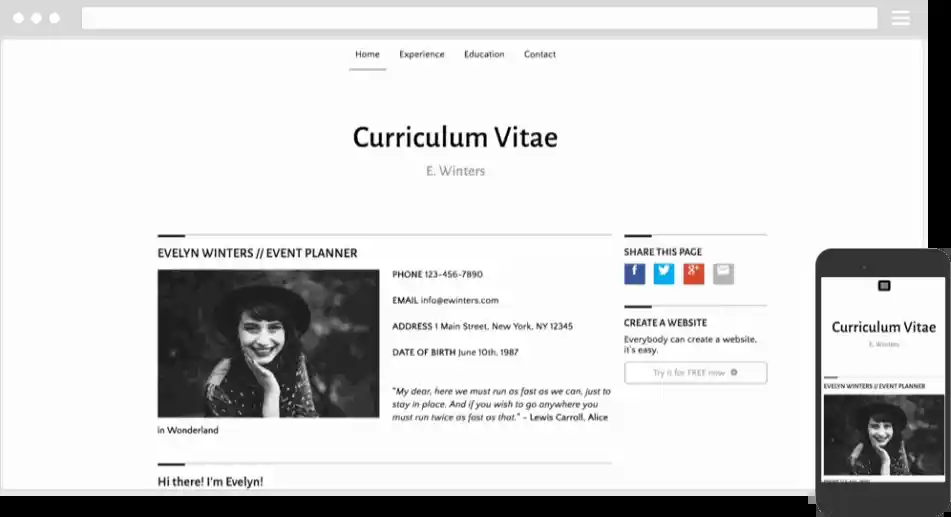 Home Experience Education Contact
Curriculum Vitae
E. Winters
EVELYN WINTERS // EVENT PLANNER
PHONE 123-456-7890
EMAIL info@ewinters.com
ADDRESS 1 Main Street, New York, NY 12345
DATE OF BIRTH June 10th, 1987
"My dear, here we must run as fast as we can, just to
stay in place. And if you wish to go anywhere you
must run twice as fast as that." - Lewis Carroll, Alice
in Wonderland
Hi there! I'm Evelyn!
SHARE THIS PAGE
f
g+
CREATE A WEBSITE
Everybody can create a website,
it's easy.
Try it for FREE now
Curriculum Vitae
E. Winters
EVELYN WINTERS // EVENT PLANNER